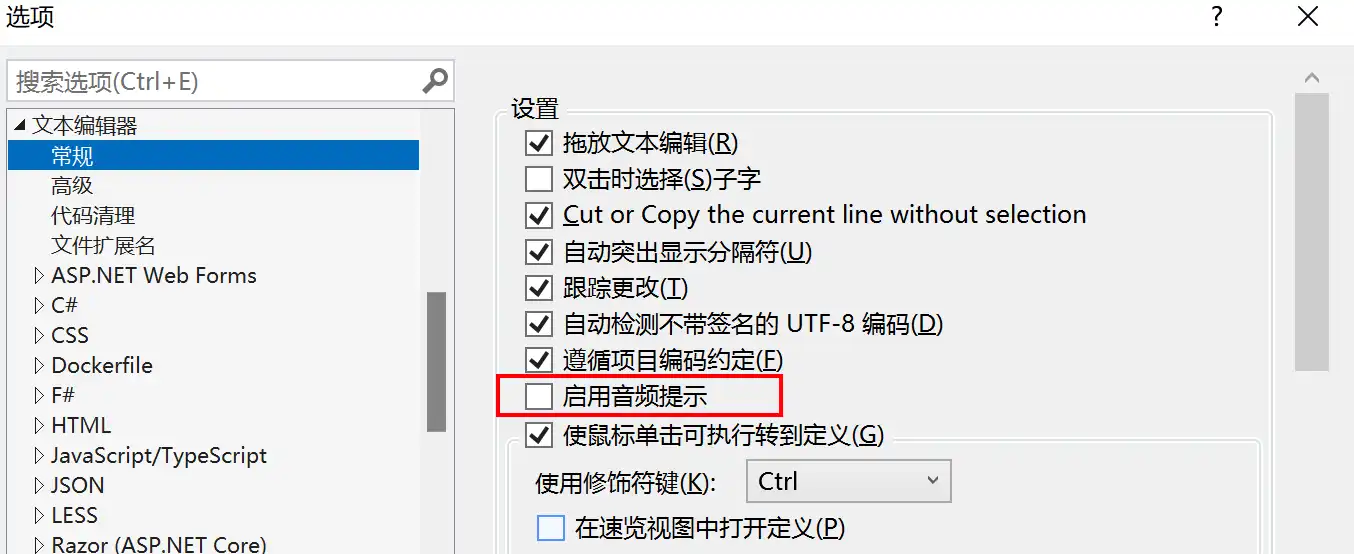 选项
搜索选项(Ctrl+E)
文本编辑器
常规
高级
代码清理
文件扩展名
ASP.NET Web Forms
C#
CSS
Dockerfile
F#
HTML
JavaScript/TypeScript
JSON
LESS
Razor (ASP.NET Core)
设置
拖放文本编辑(R)
双击时选择(S)子字
Cut or Copy the current line without selection
自动突出显示分隔符(U)
跟踪更改(T)
自动检测不带签名的 UTF-8 编码(D)
遵循项目编码约定(F)
启用音频提示
使鼠标单击可执行转到定义(G)
使用修饰符键(K): Ctrl
在速览视图中打开定义(P)